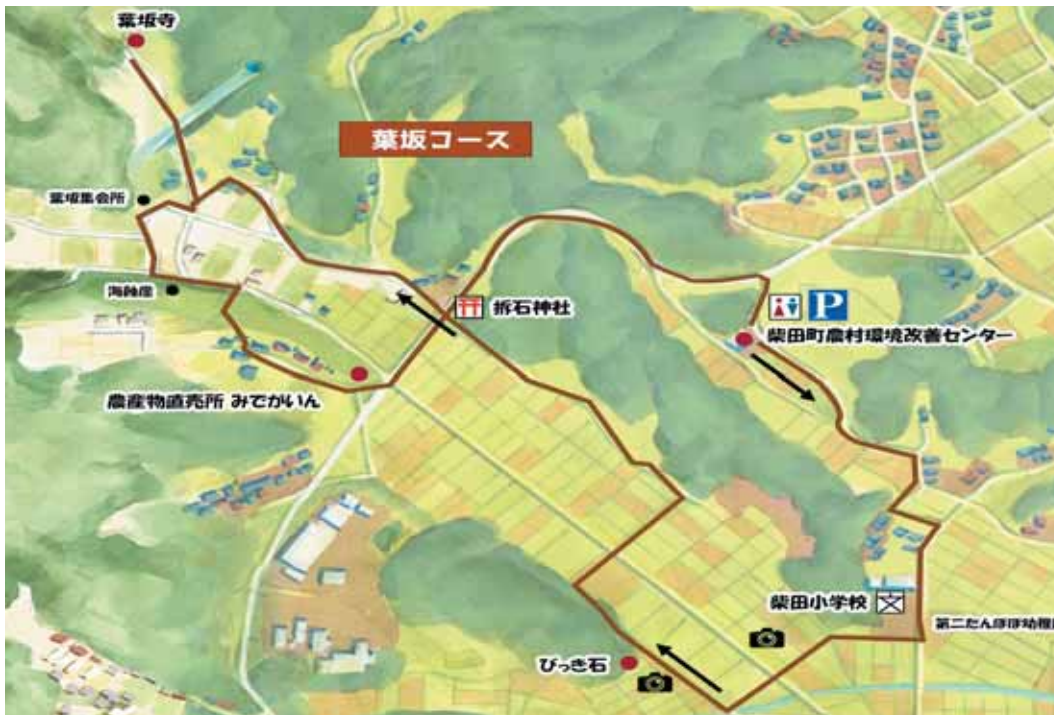 葉坂寺
葉坂コース
葉坂集会所
海蝕崖
拆石神社
P
柴田町農村環境改善センター
農産物直売所 みでがいん
柴田小学校
文
第二たんぽぽ幼稚
びっき石